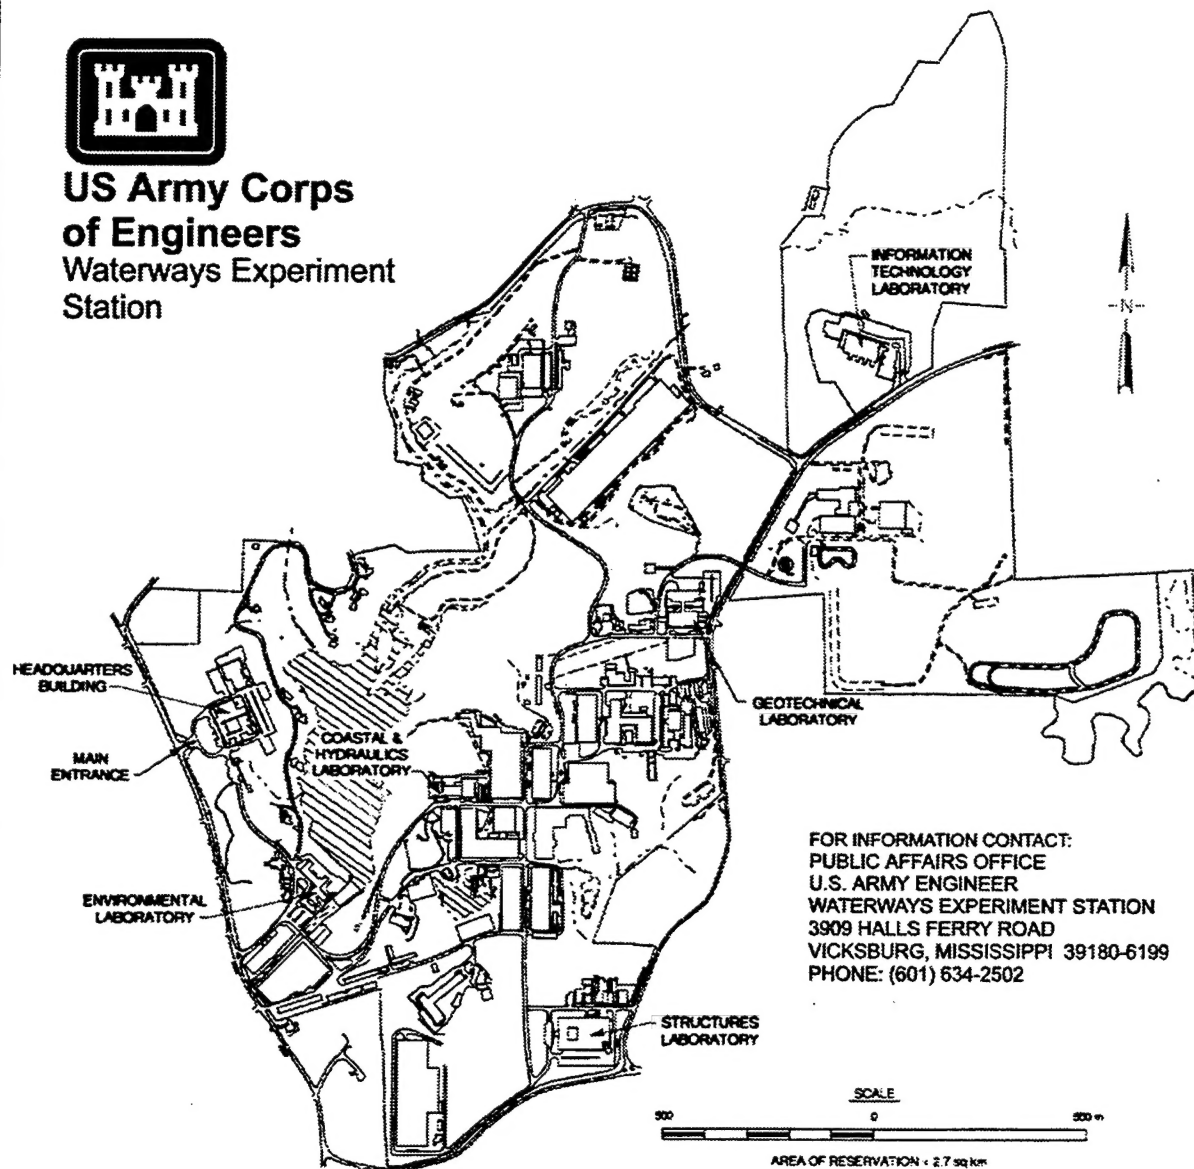 US Army Corps
of Engineers
Waterways Experiment
Station
INFORMATION
TECHNOLOGY
LABORATORY
N
HEADQUARTERS
BUILDING
MAIN
ENTRANCE
COASTAL &
HYDRAULICS
LABORATORY
GEOTECHNICAL
LABORATORY
ENVIRONMENTAL
LABORATORY
FOR INFORMATION CONTACT:
PUBLIC AFFAIRS OFFICE
U.S. ARMY ENGINEER
WATERWAYS EXPERIMENT STATION
3909 HALLS FERRY ROAD
VICKSBURG, MISSISSIPPI 39180-6199
PHONE: (601) 634-2502
STRUCTURES
LABORATORY
SCALE
500 0 500 m
AREA OF RESERVATION = 2.7 sq km